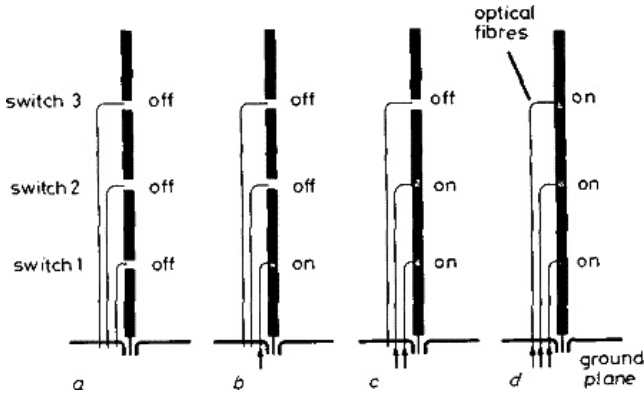 optical
fibres
switch 3 off off off on
switch 2 off off on on
switch 1 off on on on
ground
plane
a b c d